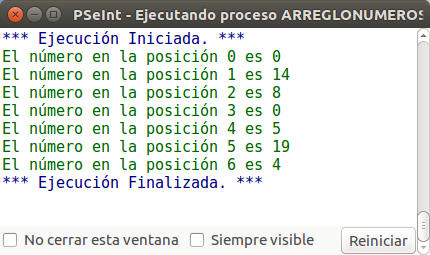 PSeInt - Ejecutando proceso ARREGLONUMEROS
*** Ejecución Iniciada. ***
El número en la posición 0 es 0
El número en la posición 1 es 14
El número en la posición 2 es 8
El número en la posición 3 es 0
El número en la posición 4 es 5
El número en la posición 5 es 19
El número en la posición 6 es 4
*** Ejecución Finalizada. ***
No cerrar esta ventana Siempre visible Reiniciar